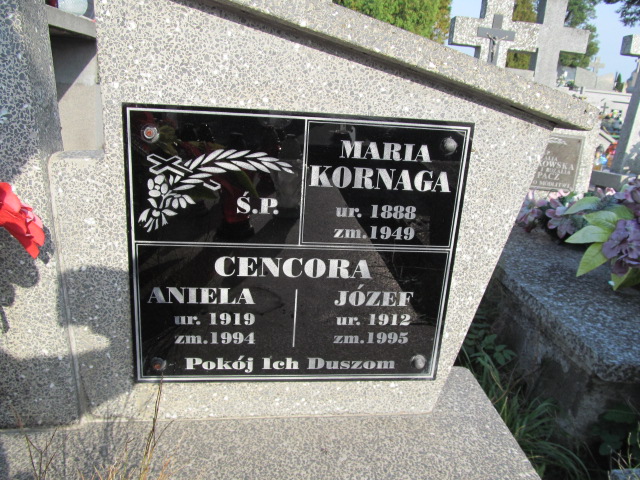 Ś.P.
MARIA
KORNAGA
ur. 1888
zm. 1949
CENCORA
ANIELA
ur. 1919
zm. 1994
JÓZEF
ur. 1912
zm. 1995
Pokój Ich Duszom